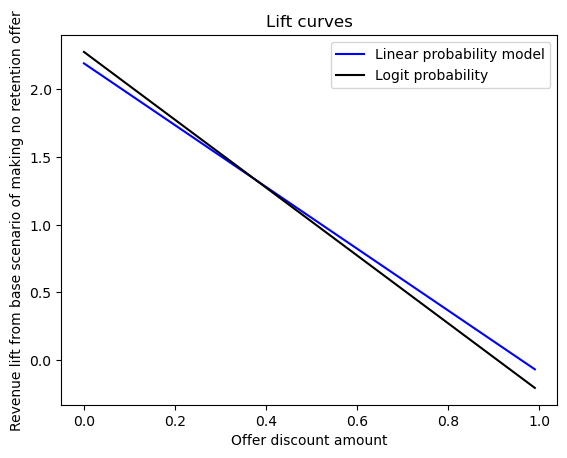 Lift curves
Linear probability model
Logit probability
Revenue lift from base scenario of making no retention offer
2.0
1.5
1.0
0.5
0.0
0.0
0.2
0.4
0.6
0.8
1.0
Offer discount amount